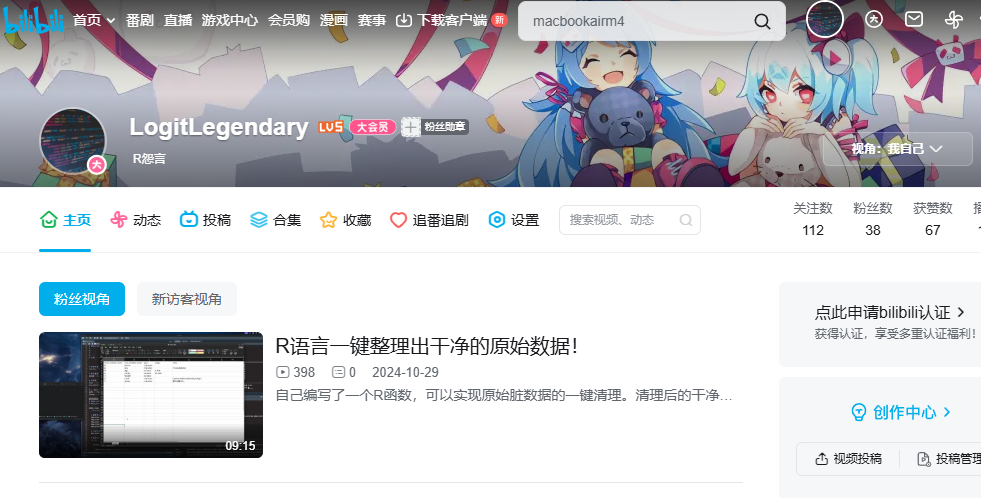 bilibili 首页 番剧 直播 游戏中心 会员购 漫画 赛事 下载客户端 新 macbookairm4 大
LogitLegendary LV5 大会员 粉丝勋章
大 R怨言 视角：我自己
主页 动态 投稿 合集 收藏 追番追剧 设置 搜索视频、动态 关注数 粉丝数 获赞数
112 38 67
粉丝视角 新访客视角
点此申请bilibili认证
获得认证，享受多重认证福利！
R语言一键整理出干净的原始数据！
398 0 2024-10-29
自己编写了一个R函数，可以实现原始脏数据的一键清理。清理后的干净…
09:15
创作中心
视频投稿 投稿管理